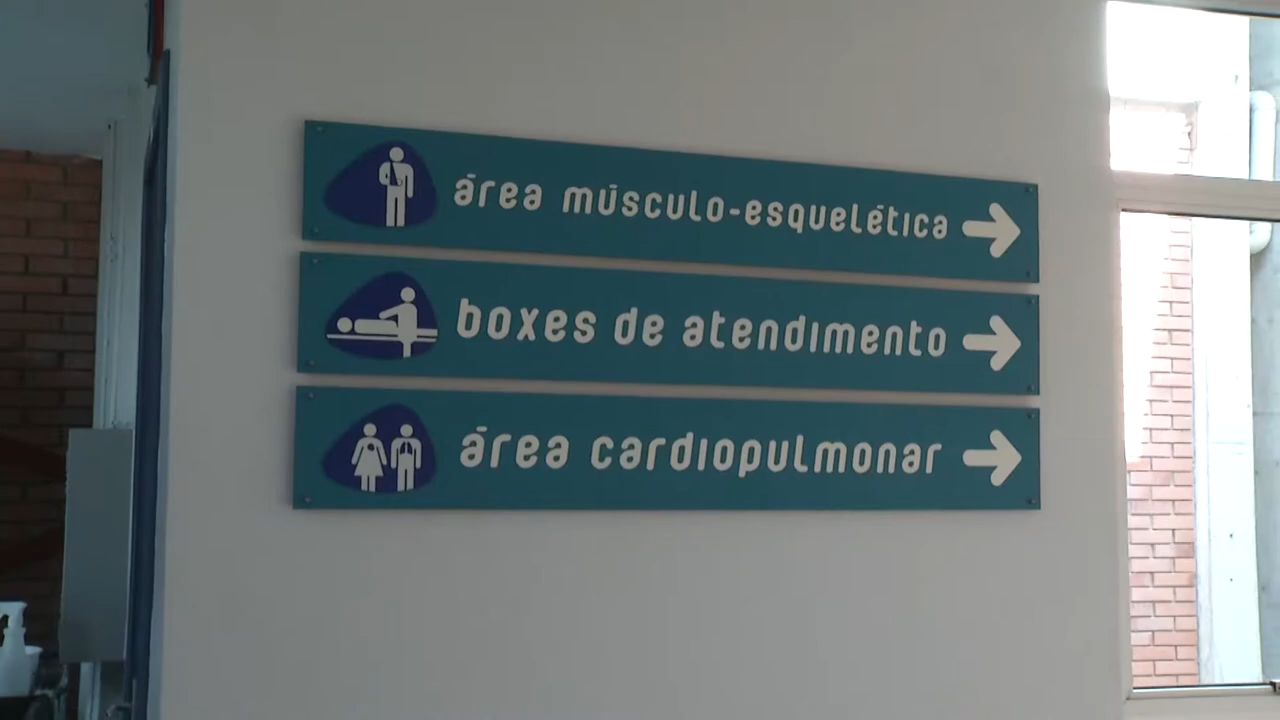 área músculo-esquelética
boxes de atendimento
área cardiopulmonar